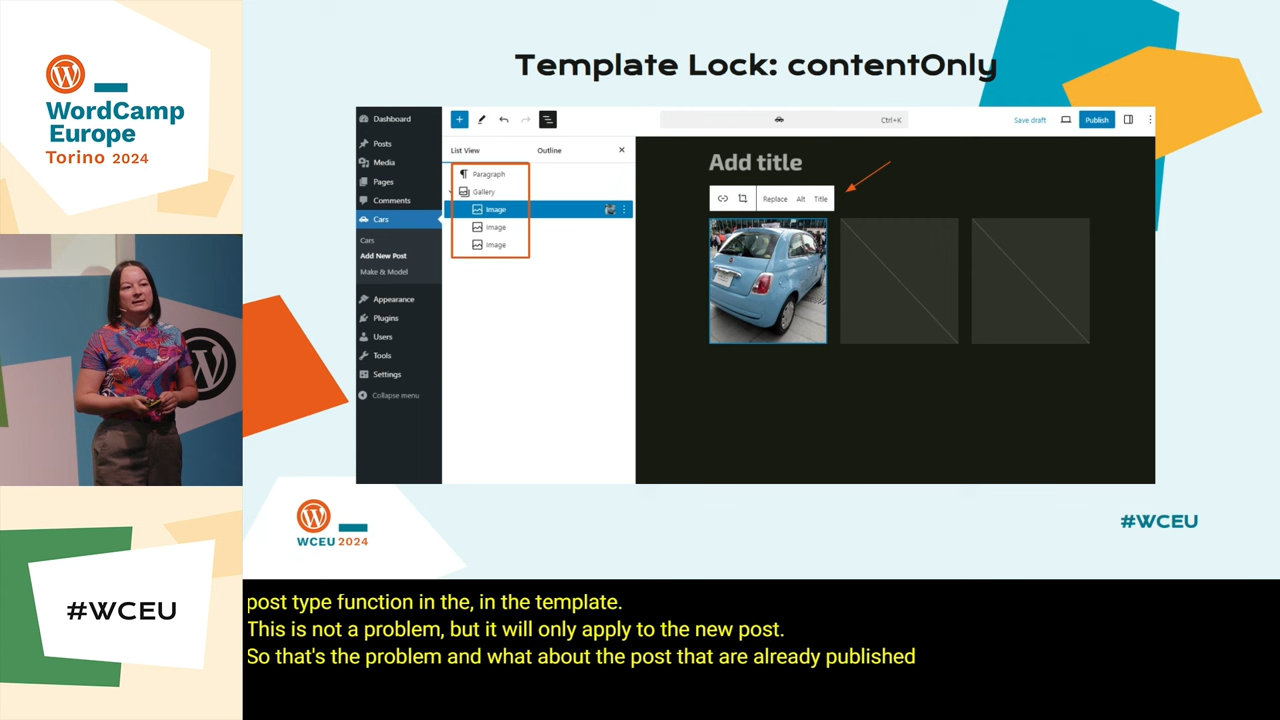 WordCamp
Europe
Torino 2024
#WCEU
Template Lock: contentOnly
Dashboard
Posts
Media
Pages
Comments
Cars
Cars
Add New Post
Make & Model
Appearance
Plugins
Users
Tools
Settings
Collapse menu
Ctrl+K
Save draft
Publish
List View
Outline
Paragraph
Gallery
Image
Image
Image
Add title
Replace
Alt
Title
WCEU 2024
#WCEU
post type function in the, in the template.
This is not a problem, but it will only apply to the new post.
So that's the problem and what about the post that are already published